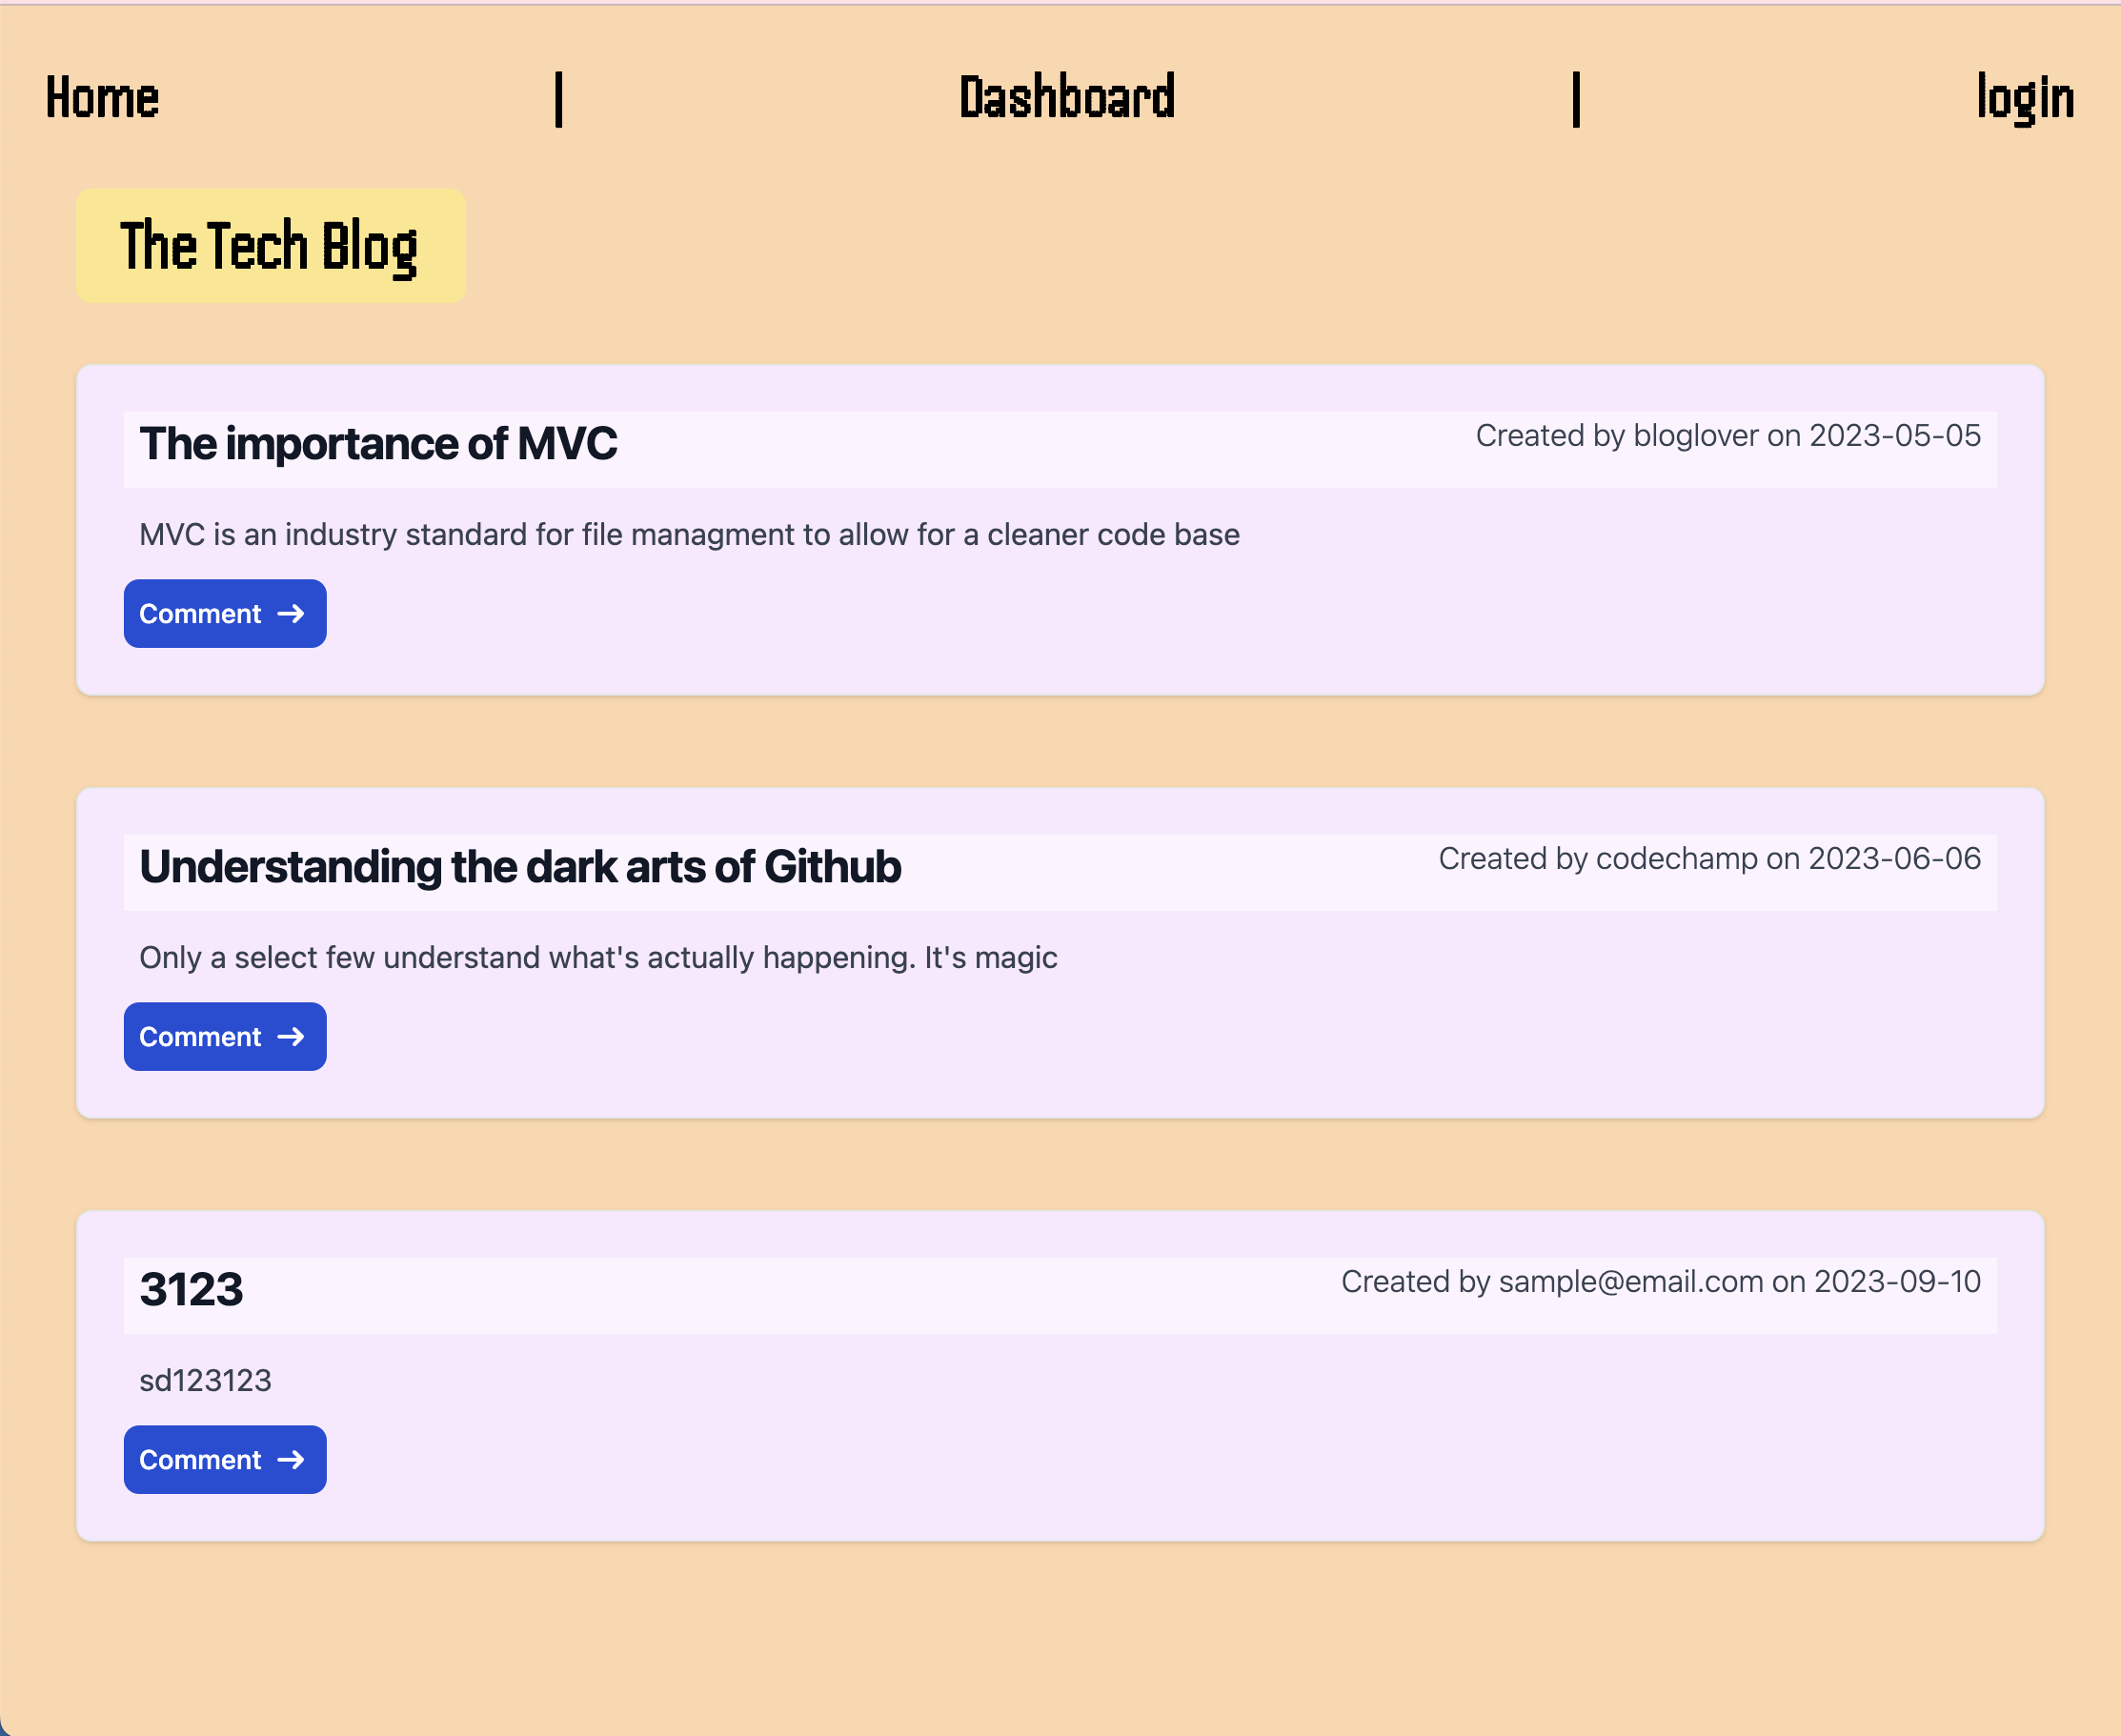 Home | Dashboard | login
The Tech Blog
The importance of MVC Created by bloglover on 2023-05-05
MVC is an industry standard for file managment to allow for a cleaner code base
Comment →
Understanding the dark arts of Github Created by codechamp on 2023-06-06
Only a select few understand what's actually happening. It's magic
Comment →
3123 Created by sample@email.com on 2023-09-10
sd123123
Comment →